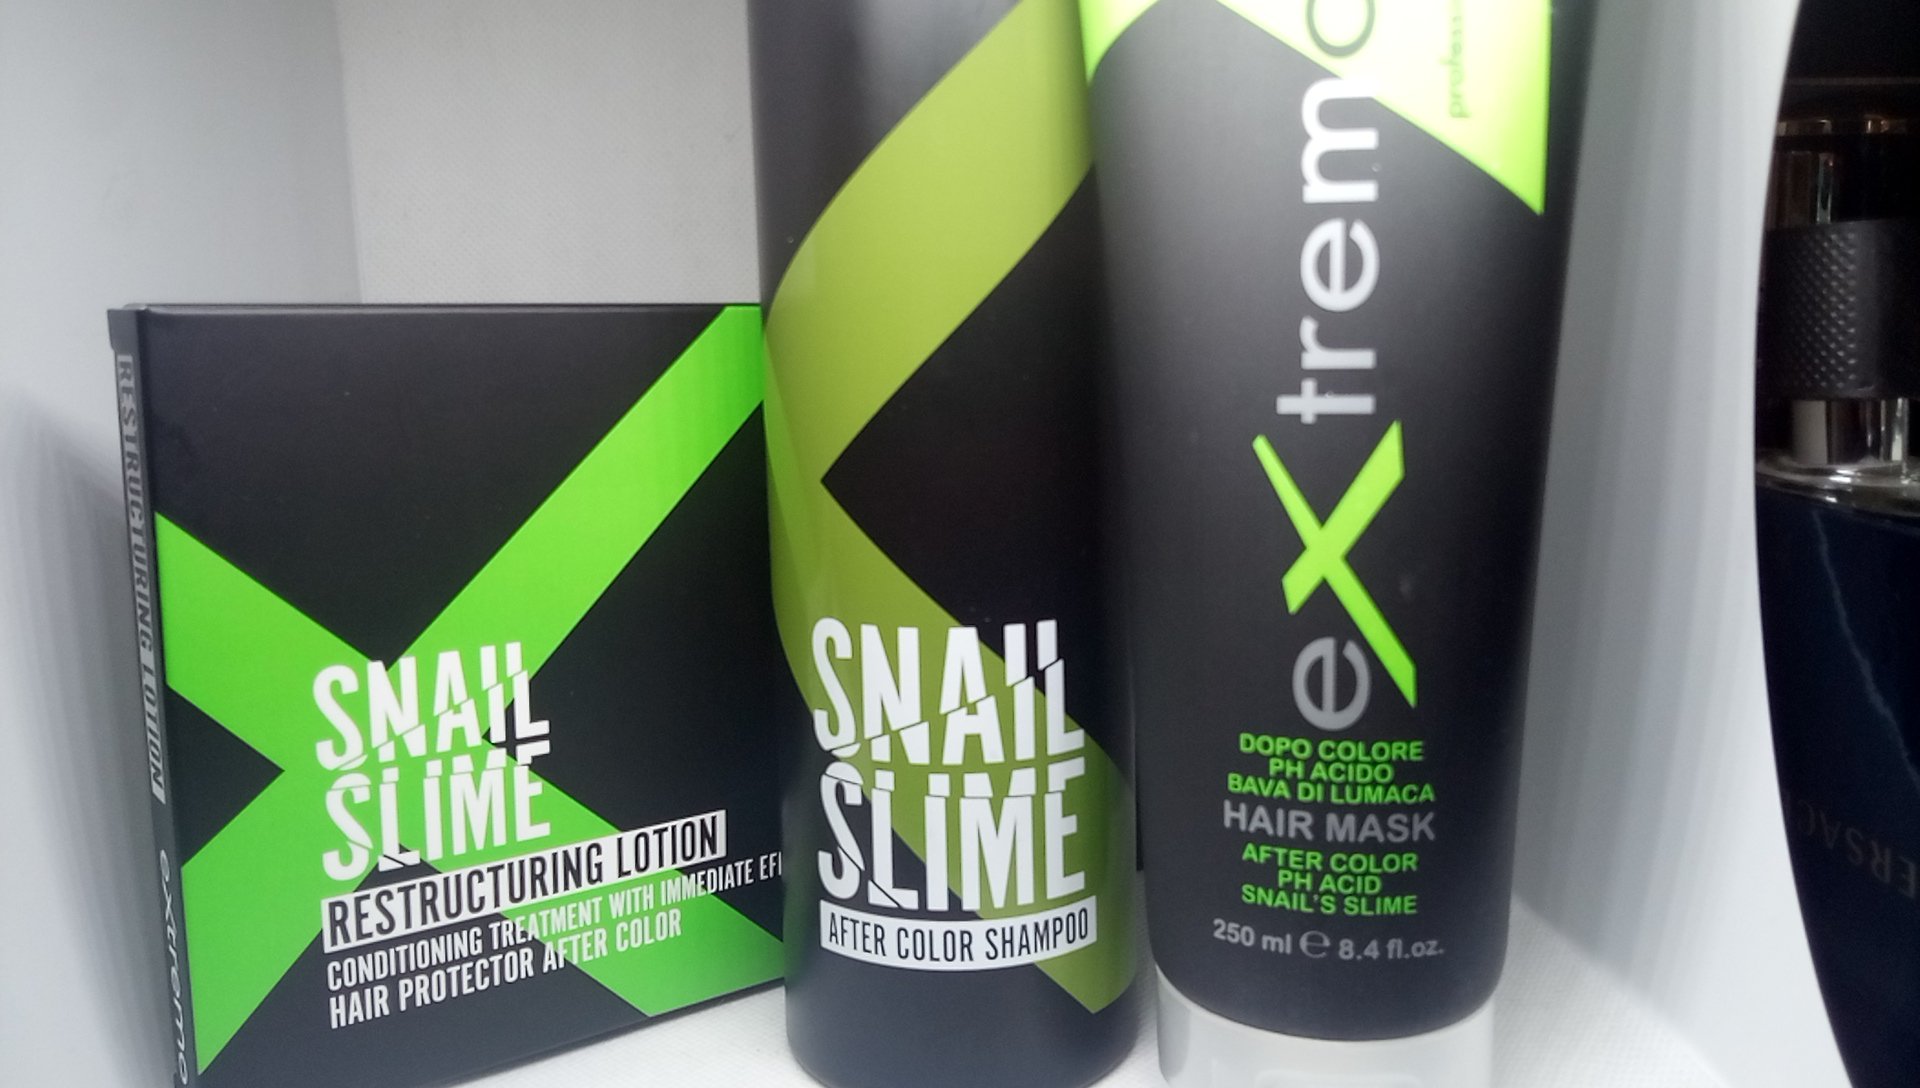 RESTRUCTURING LOTION
extremo
SNAIL
SLIME
RESTRUCTURING LOTION
CONDITIONING TREATMENT WITH IMMEDIATE
HAIR PROTECTOR AFTER COLOR
SNAIL
SLIME
AFTER COLOR SHAMPOO
eXtremo
DOPO COLORE
PH ACIDO
BAVA DI LUMACA
HAIR MASK
AFTER COLOR
PH ACID
SNAIL'S SLIME
250 ml ℮ 8.4 fl.oz.